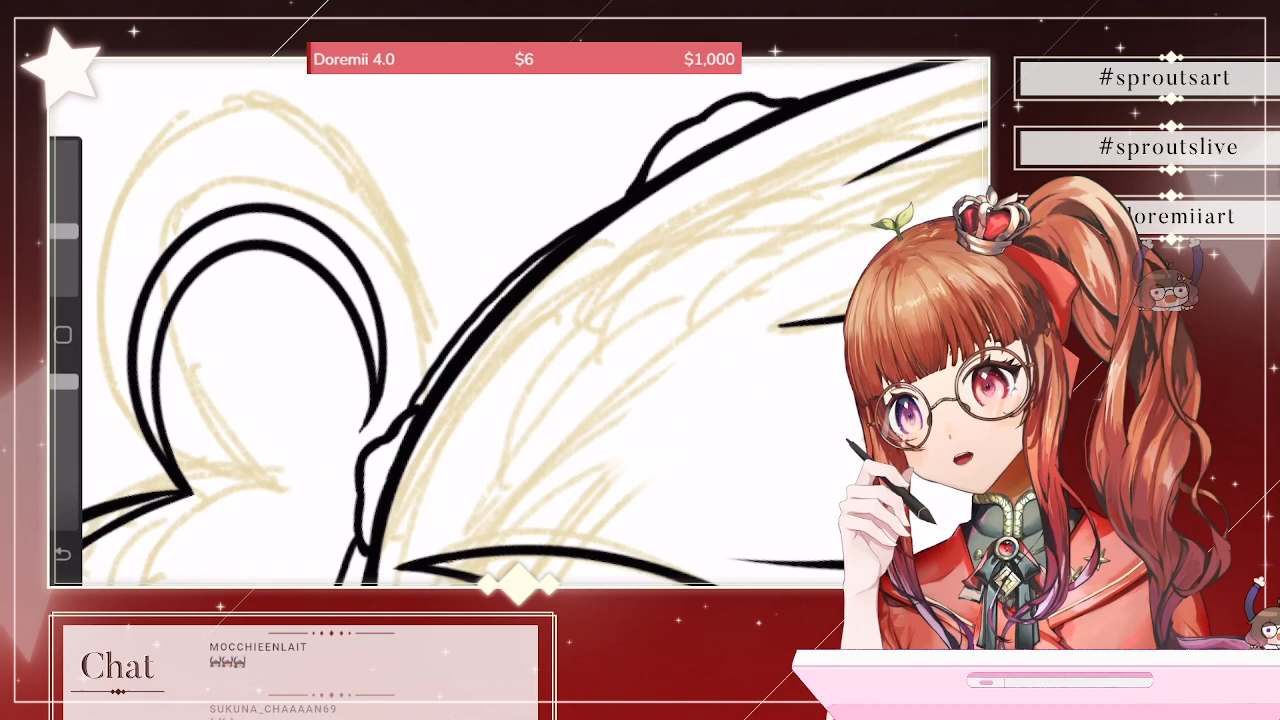 Doremii 4.0 $6 $1,000
#sproutsart
#sproutslive
doremiiart
Chat
MOCCHIEENLAIT
SUKUNA_CHAAAAN69